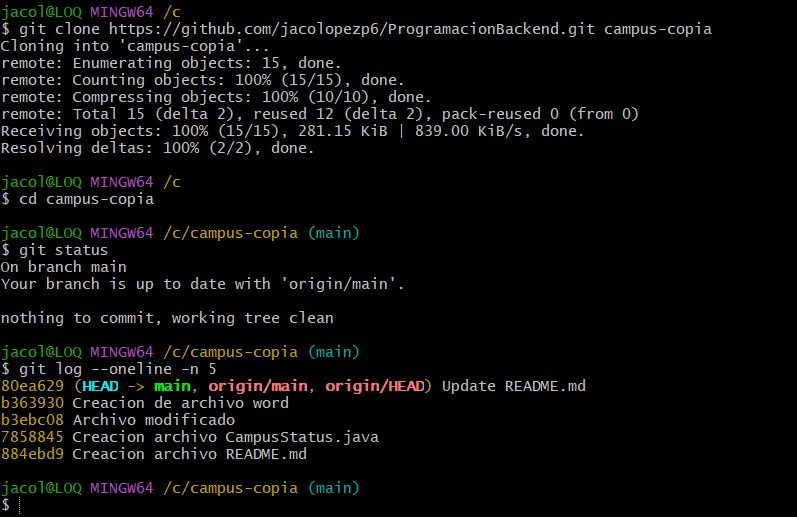 jacol@LOQ MINGW64 /c
$ git clone https://github.com/jacolopezp6/ProgramacionBackend.git campus-copia
Cloning into 'campus-copia'...
remote: Enumerating objects: 15, done.
remote: Counting objects: 100% (15/15), done.
remote: Compressing objects: 100% (10/10), done.
remote: Total 15 (delta 2), reused 12 (delta 2), pack-reused 0 (from 0)
Receiving objects: 100% (15/15), 281.15 KiB | 839.00 KiB/s, done.
Resolving deltas: 100% (2/2), done.
jacol@LOQ MINGW64 /c
$ cd campus-copia
jacol@LOQ MINGW64 /c/campus-copia (main)
$ git status
On branch main
Your branch is up to date with 'origin/main'.
nothing to commit, working tree clean
jacol@LOQ MINGW64 /c/campus-copia (main)
$ git log --oneline -n 5
80ea629 (HEAD -> main, origin/main, origin/HEAD) Update README.md
b363930 Creacion de archivo word
b3ebc08 Archivo modificado
7858845 Creacion archivo CampusStatus.java
884ebd9 Creacion archivo README.md
jacol@LOQ MINGW64 /c/campus-copia (main)
$